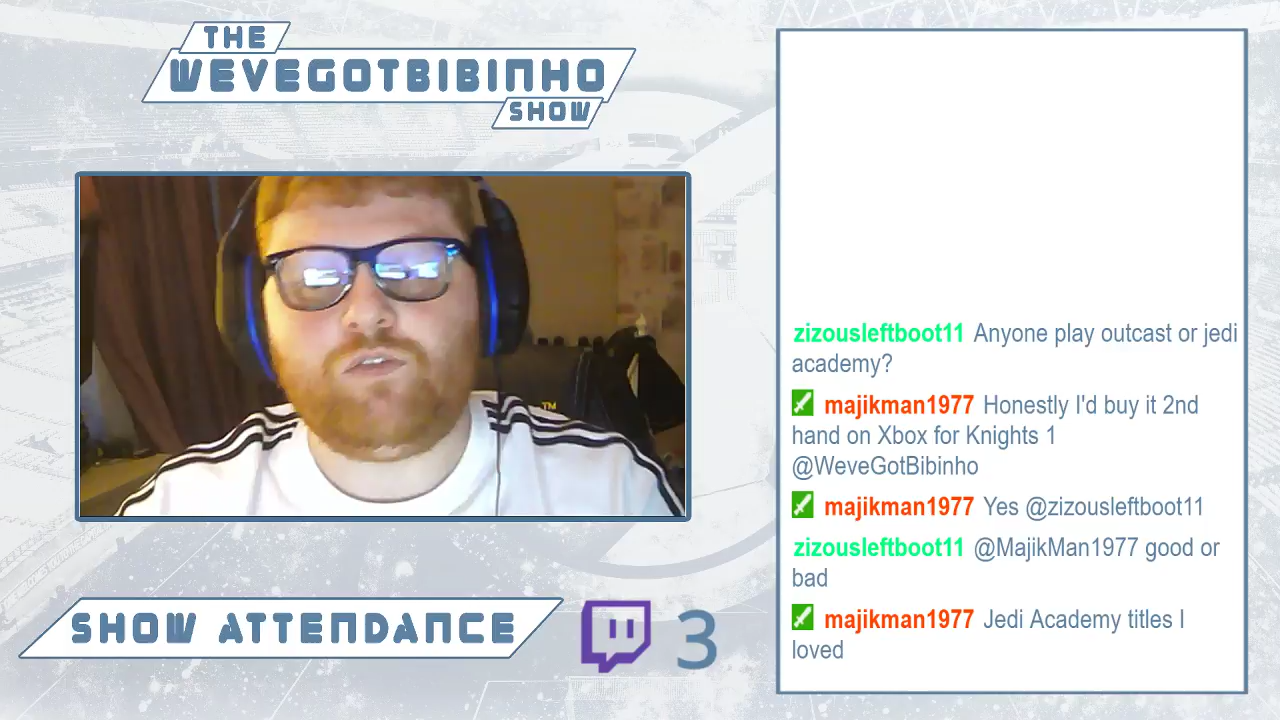 THE
WEVEGOTBIBINHO
SHOW
™
SHOW ATTENDANCE
3
zizousleftboot11 Anyone play outcast or jedi
academy?
majikman1977 Honestly I'd buy it 2nd
hand on Xbox for Knights 1
@WeveGotBibinho
majikman1977 Yes @zizousleftboot11
zizousleftboot11 @MajikMan1977 good or
bad
majikman1977 Jedi Academy titles I
loved